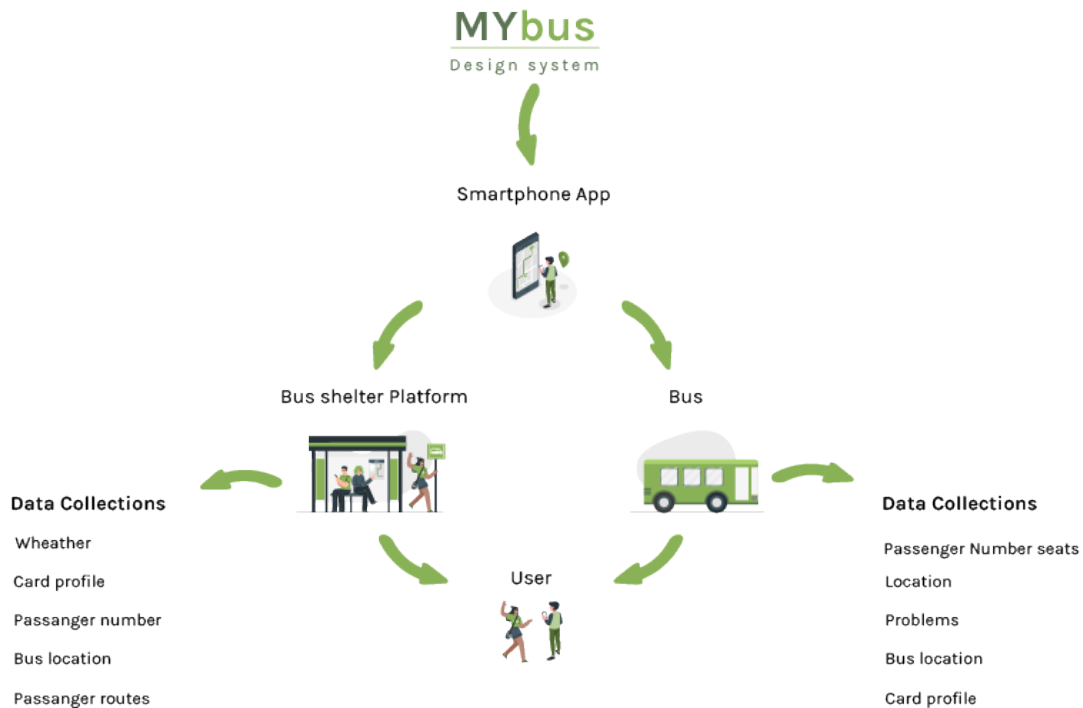 MYbus
Design system
Smartphone App
Bus shelter Platform
Bus
Data Collections
Wheather
Card profile
Passanger number
Bus location
Passanger routes
User
Data Collections
Passenger Number seats
Location
Problems
Bus location
Card profile